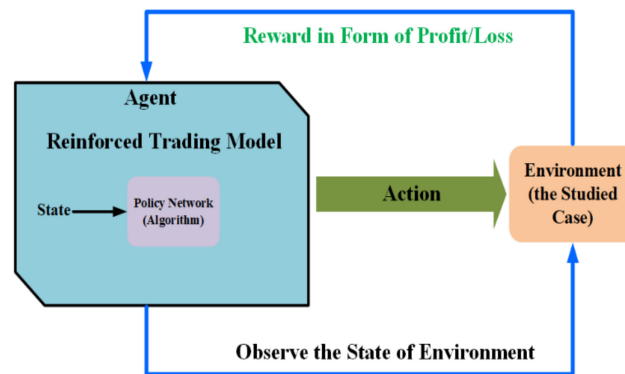 Reward in Form of Profit/Loss
Agent
Reinforced Trading Model
State
Policy Network
(Algorithm)
Action
Environment
(the Studied
Case)
Observe the State of Environment